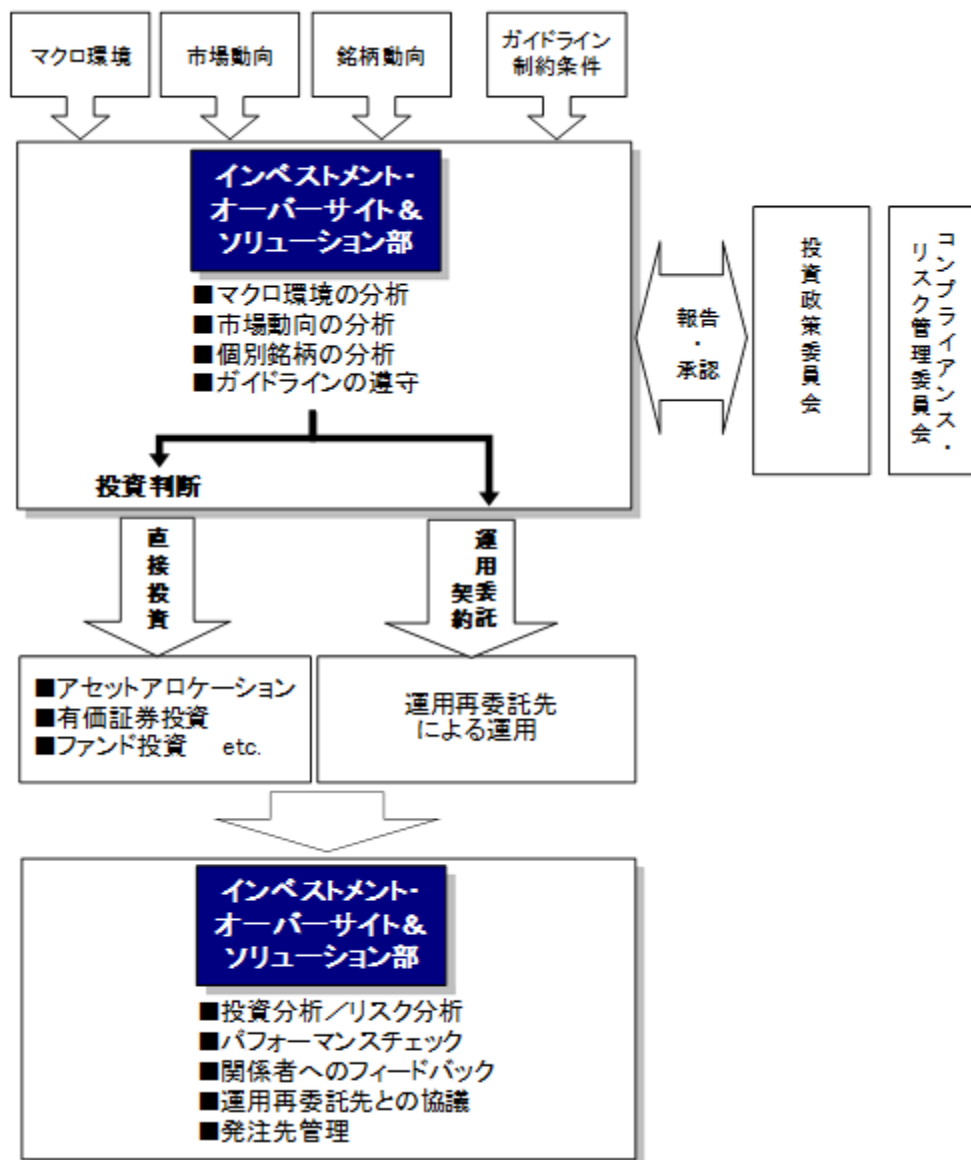 マクロ環境
市場動向
銘柄動向
ガイドライン
制約条件
インベストメント・
オーバーサイト＆
ソリューション部
■マクロ環境の分析
■市場動向の分析
■個別銘柄の分析
■ガイドラインの遵守
投資判断
報告
・
承認
投資政策委員会
コンプライアンス・
リスク管理委員会
直接投資
運用委託
契約
■アセットアロケーション
■有価証券投資
■ファンド投資 etc.
運用再委託先
による運用
インベストメント・
オーバーサイト＆
ソリューション部
■投資分析／リスク分析
■パフォーマンスチェック
■関係者へのフィードバック
■運用再委託先との協議
■発注先管理